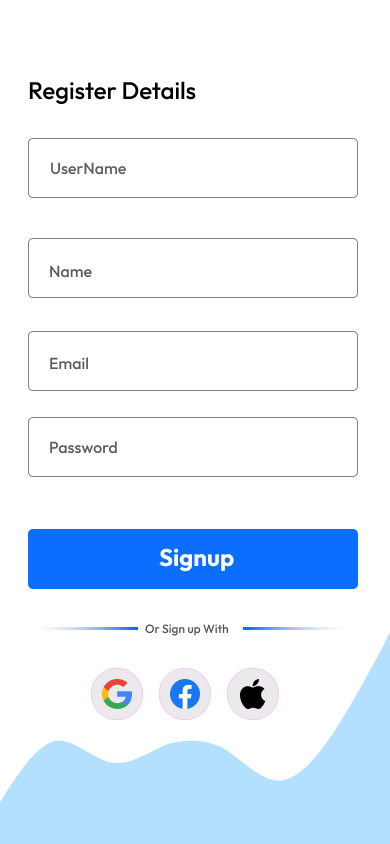 Register Details
UserName
Name
Email
Password
Signup
Or Sign up With